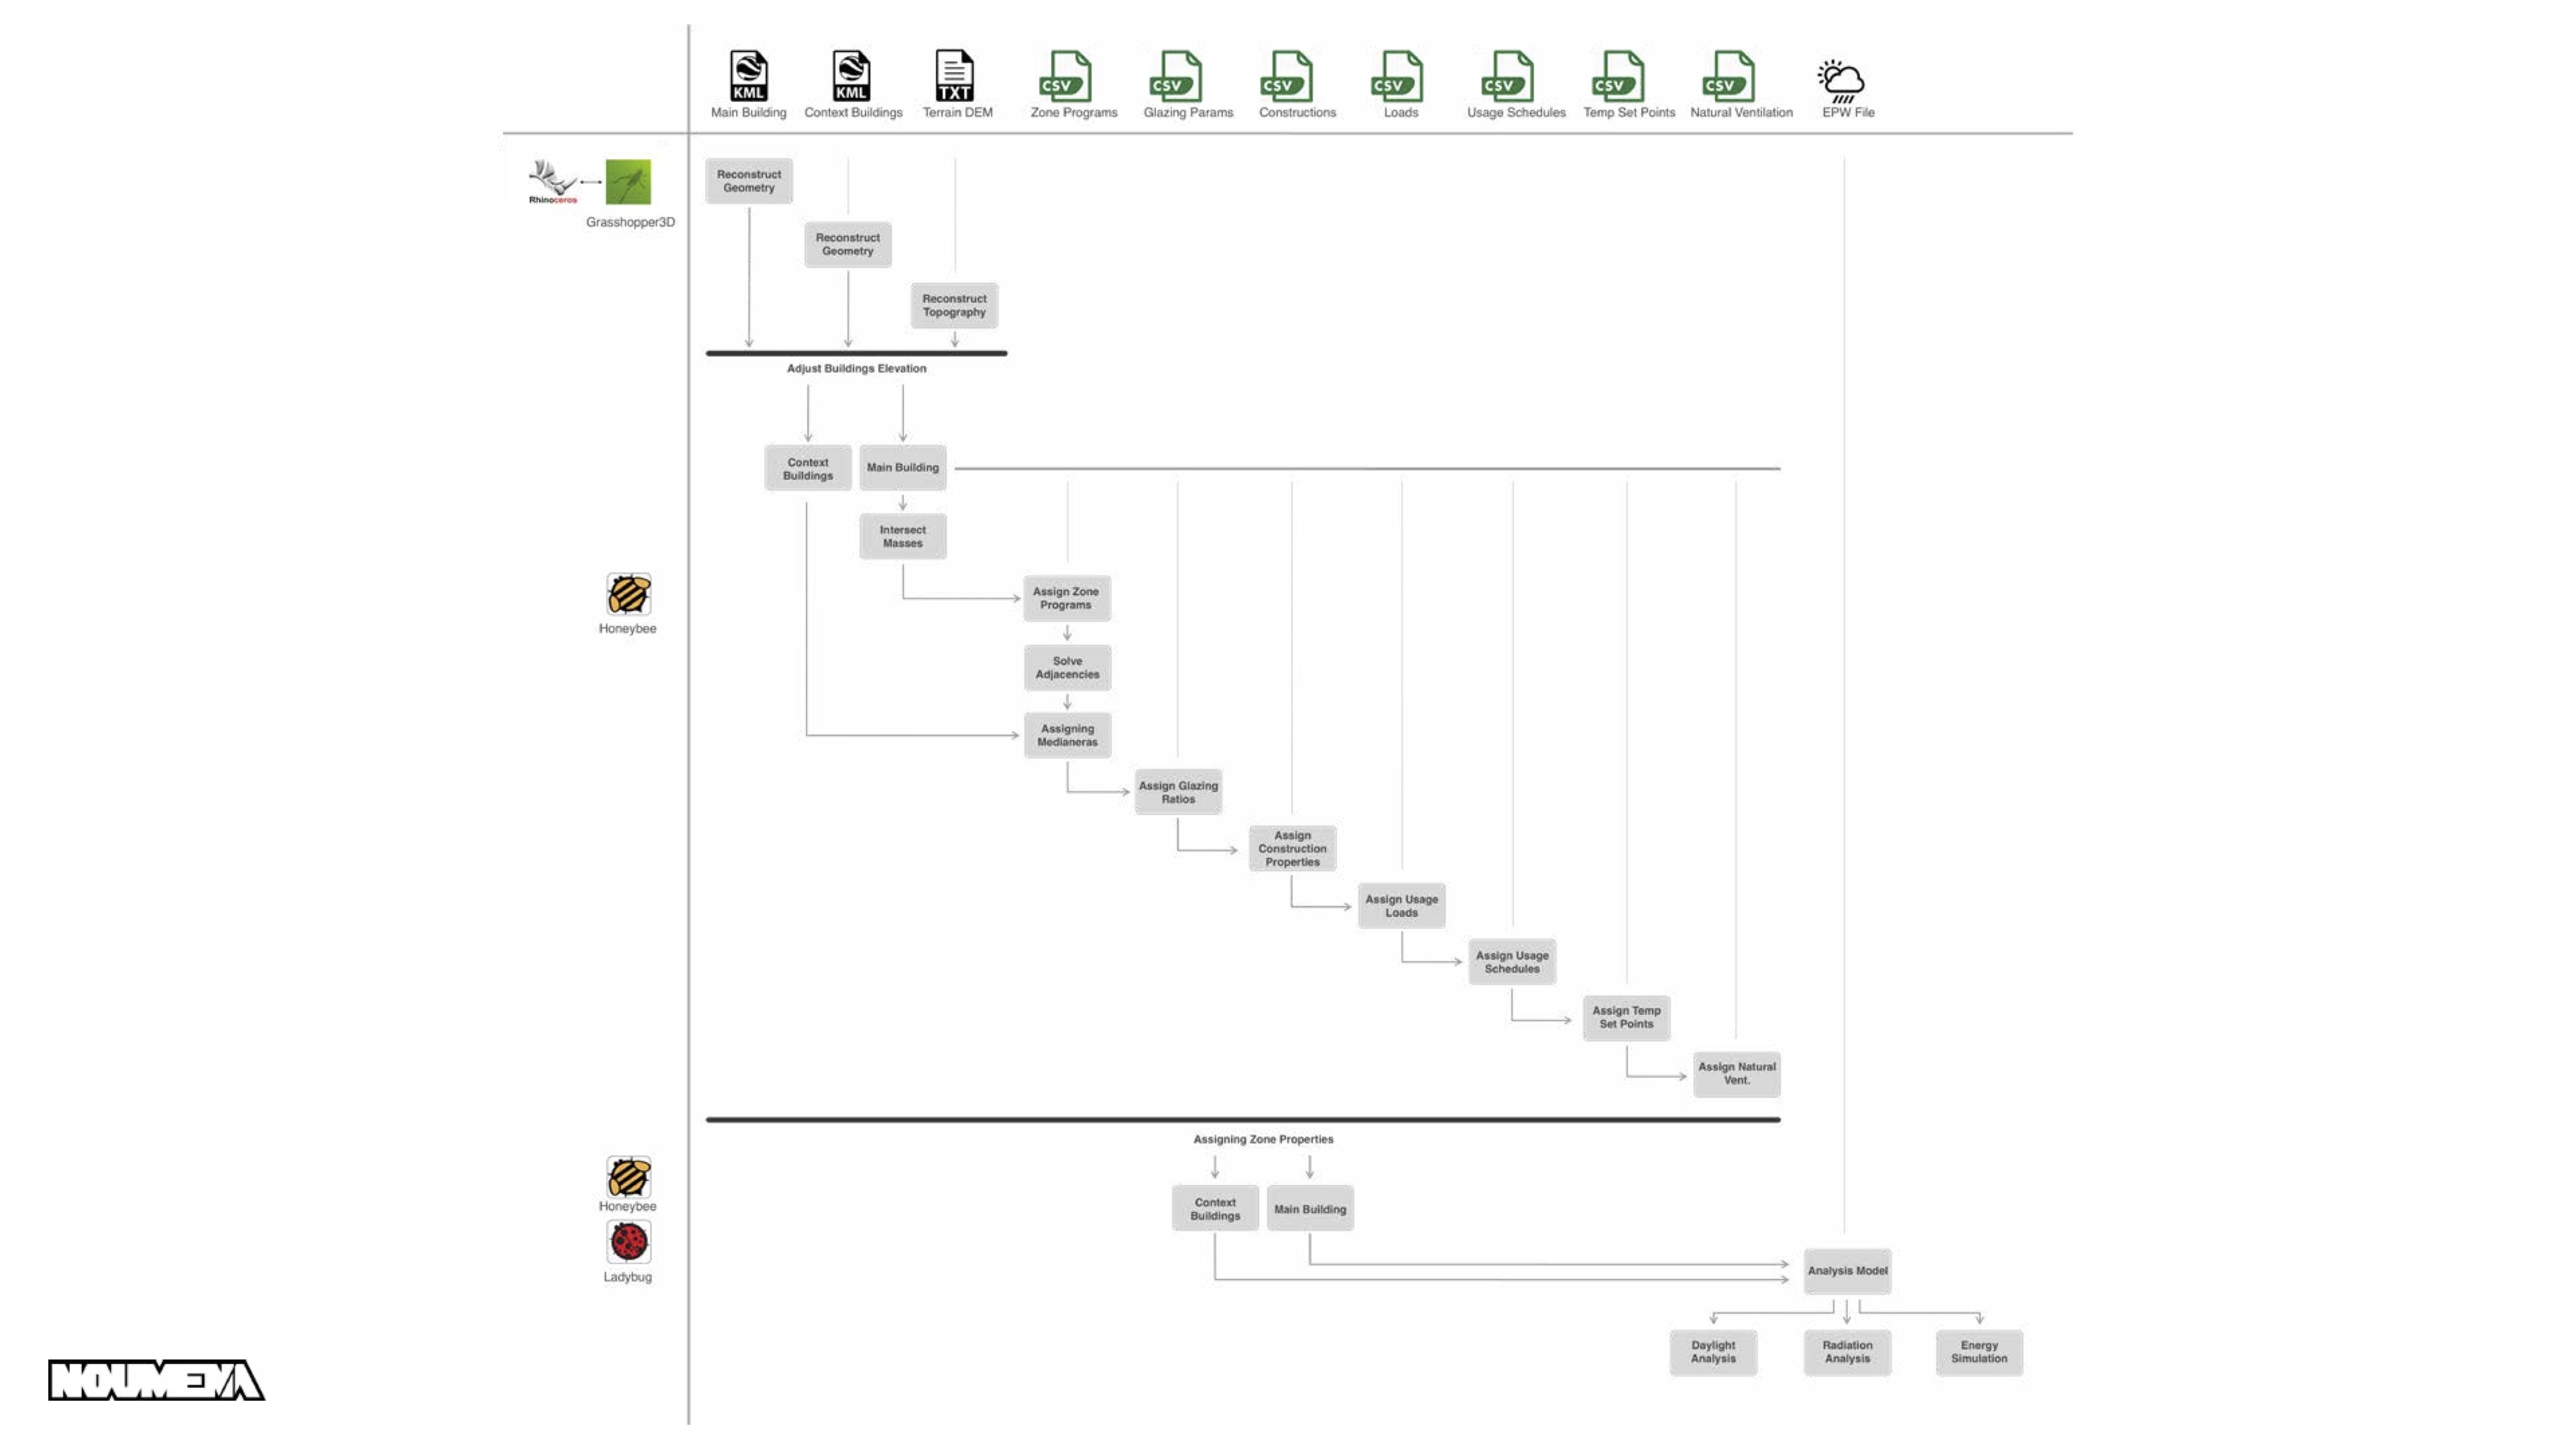 KML
KML
TXT
CSV
CSV
CSV
CSV
CSV
CSV
CSV
Main Building
Context Buildings
Terrain DEM
Zone Programs
Glazing Params
Constructions
Loads
Usage Schedules
Temp Set Points
Natural Ventilation
EPW File
Rhinoceros
Grasshopper3D
Reconstruct
Geometry
Reconstruct
Geometry
Reconstruct
Topography
Adjust Buildings Elevation
Context
Buildings
Main Building
Intersect
Masses
Honeybee
Assign Zone
Programs
Solve
Adjacencies
Assigning
Medianeras
Assign Glazing
Ratios
Assign
Construction
Properties
Assign Usage
Loads
Assign Usage
Schedules
Assign Temp
Set Points
Assign Natural
Vent.
Assigning Zone Properties
Honeybee
Ladybug
Context
Buildings
Main Building
Analysis Model
Daylight
Analysis
Radiation
Analysis
Energy
Simulation
NOUMENA